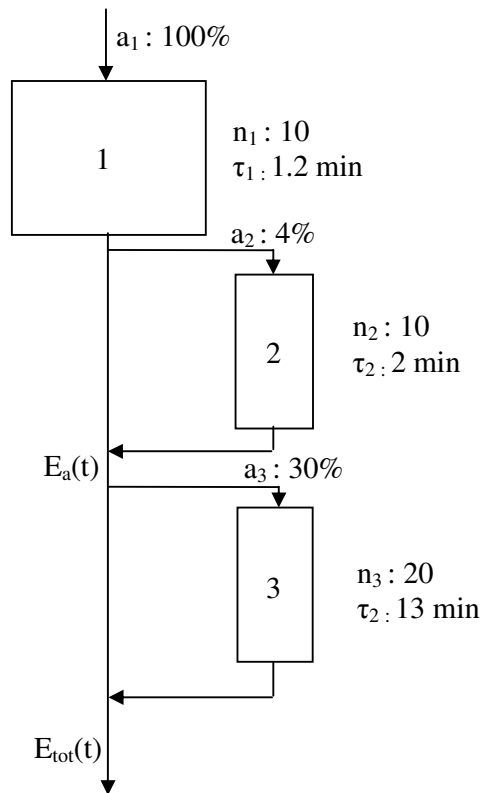 a₁ : 100%
1
n₁ : 10
τ₁ : 1.2 min
a₂ : 4%
2
n₂ : 10
τ₂ : 2 min
Eₐ(t)
a₃ : 30%
3
n₃ : 20
τ₂ : 13 min
Eₜₒₜ(t)